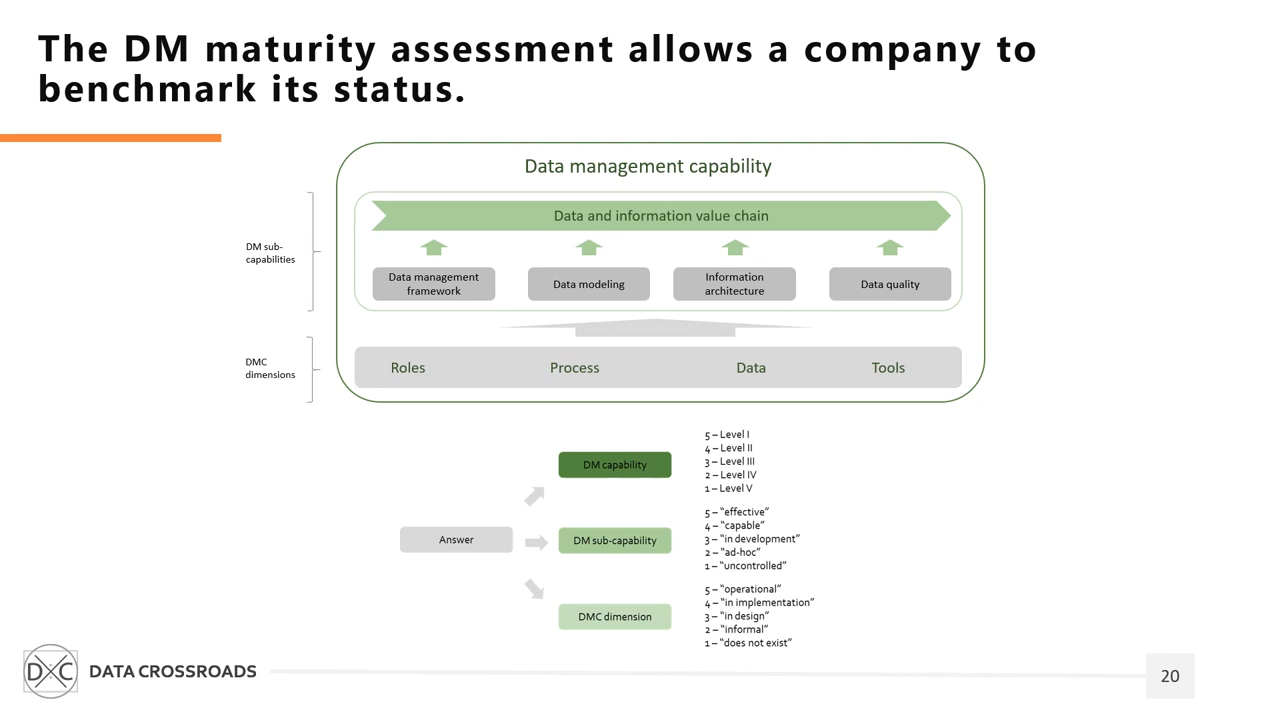 The DM maturity assessment allows a company to
benchmark its status.
Data management capability
Data and information value chain
DM sub-
capabilities
Data management
framework
Data modeling
Information
architecture
Data quality
DMC
dimensions
Roles
Process
Data
Tools
5 – Level I
4 – Level II
3 – Level III
2 – Level IV
1 – Level V
DM capability
5 – “effective”
4 – “capable”
3 – “in development”
2 – “ad-hoc”
1 – “uncontrolled”
Answer
DM sub-capability
5 – “operational”
4 – “in implementation”
3 – “in design”
2 – “informal”
1 – “does not exist”
DMC dimension
DXC
DATA CROSSROADS
20